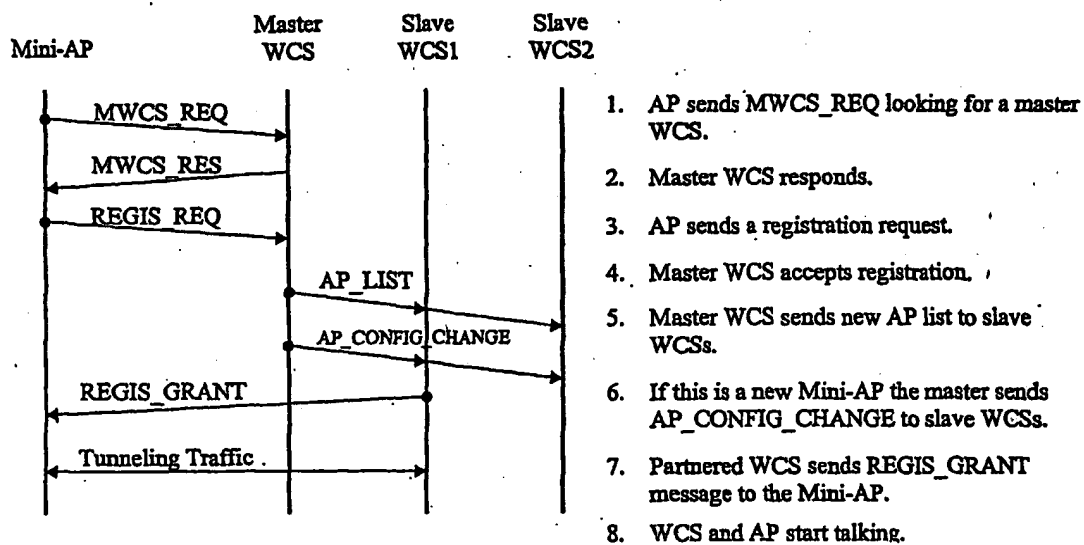 Mini-AP
Master
WCS
Slave
WCS1
Slave
WCS2
MWCS_REQ
MWCS_RES
REGIS_REQ
AP_LIST
AP_CONFIG_CHANGE
REGIS_GRANT
Tunneling Traffic
1. AP sends MWCS_REQ looking for a master
WCS.
2. Master WCS responds.
3. AP sends a registration request.
4. Master WCS accepts registration.
5. Master WCS sends new AP list to slave
WCSs.
6. If this is a new Mini-AP the master sends
AP_CONFIG_CHANGE to slave WCSs.
7. Partnered WCS sends REGIS_GRANT
message to the Mini-AP.
8. WCS and AP start talking.